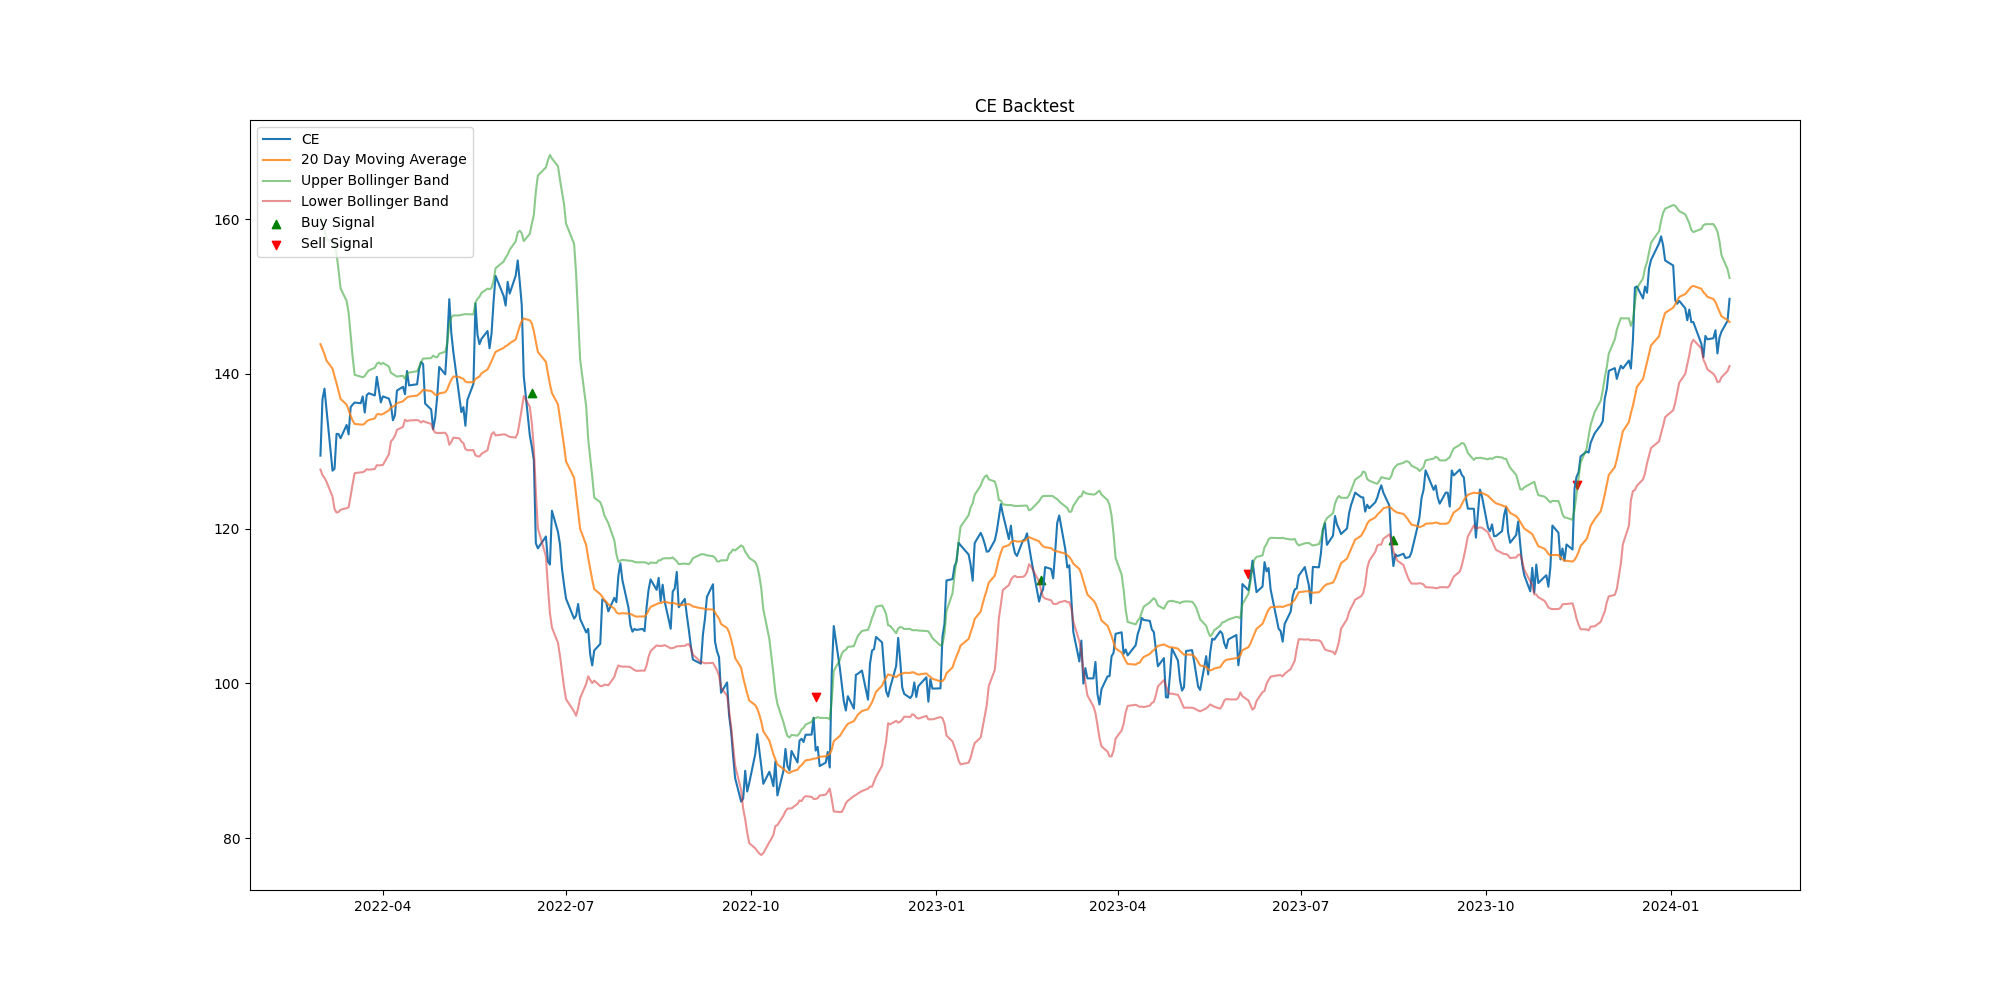 CE Backtest
CE
20 Day Moving Average
Upper Bollinger Band
Lower Bollinger Band
Buy Signal
Sell Signal
160
140
120
100
80
2022-04 2022-07 2022-10 2023-01 2023-04 2023-07 2023-10 2024-01